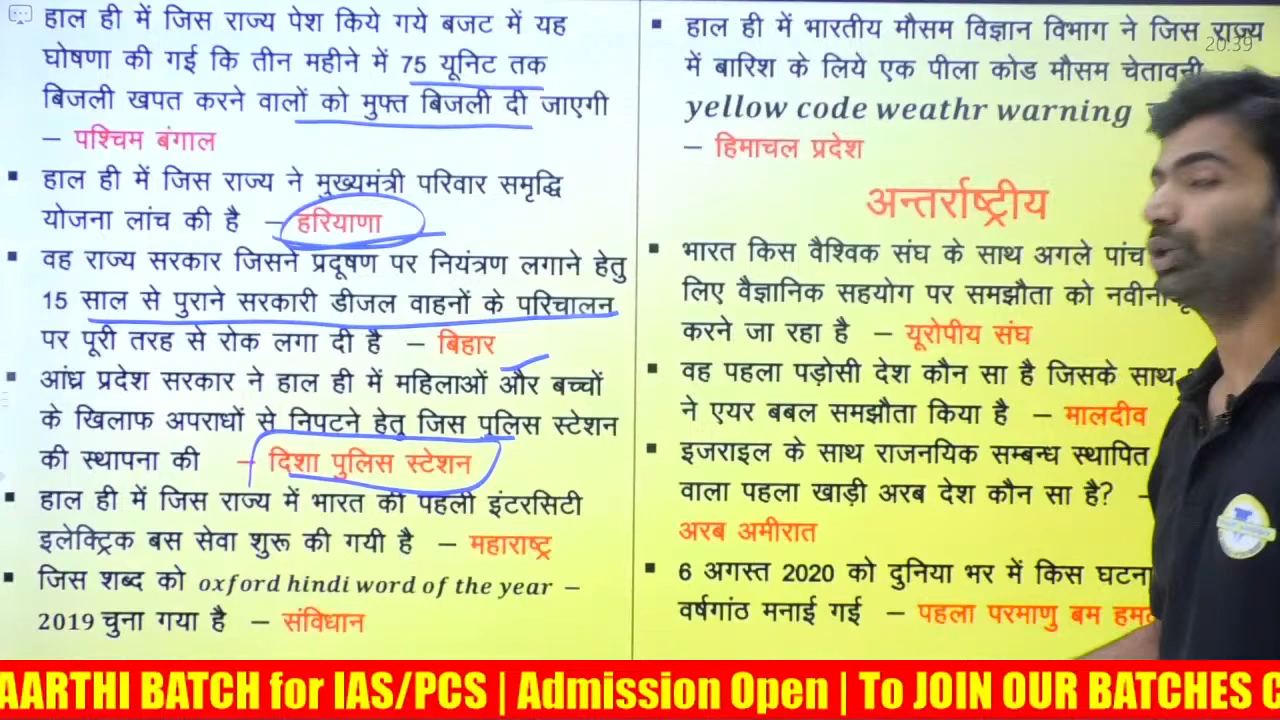 हाल ही में जिस राज्य पेश किये गये बजट में यह
घोषणा की गई कि तीन महीने में 75 यूनिट तक
बिजली खपत करने वालों को मुफ्त बिजली दी जाएगी
– पश्चिम बंगाल
▪ हाल ही में जिस राज्य ने मुख्यमंत्री परिवार समृद्धि
योजना लांच की है – हरियाणा
▪ वह राज्य सरकार जिसने प्रदूषण पर नियंत्रण लगाने हेतु
15 साल से पुराने सरकारी डीजल वाहनों के परिचालन
पर पूरी तरह से रोक लगा दी है – बिहार
▪ आंध्र प्रदेश सरकार ने हाल ही में महिलाओं और बच्चों
के खिलाफ अपराधों से निपटने हेतु जिस पुलिस स्टेशन
की स्थापना की – दिशा पुलिस स्टेशन
▪ हाल ही में जिस राज्य में भारत की पहली इंटरसिटी
इलेक्ट्रिक बस सेवा शुरू की गयी है – महाराष्ट्र
▪ जिस शब्द को oxford hindi word of the year –
2019 चुना गया है – संविधान
▪ हाल ही में भारतीय मौसम विज्ञान विभाग ने जिस राज्य
20:39
में बारिश के लिये एक पीला कोड मौसम चेतावनी
yellow code weathr warning
– हिमाचल प्रदेश
अन्तर्राष्ट्रीय
▪ भारत किस वैश्विक संघ के साथ अगले पांच
लिए वैज्ञानिक सहयोग पर समझौता को
करने जा रहा है – यूरोपीय संघ
▪ वह पहला पड़ोसी देश कौन सा है जिसके साथ
ने एयर बबल समझौता किया है – मालदीव
▪ इजराइल के साथ राजनयिक सम्बन्ध स्थापित
वाला पहला खाड़ी अरब देश कौन सा है? –
अरब अमीरात
▪ 6 अगस्त 2020 को दुनिया भर में किस घटना
वर्षगांठ मनाई गई – पहला परमाणु बम
AARTHI BATCH for IAS/PCS | Admission Open | To JOIN OUR BATCHES